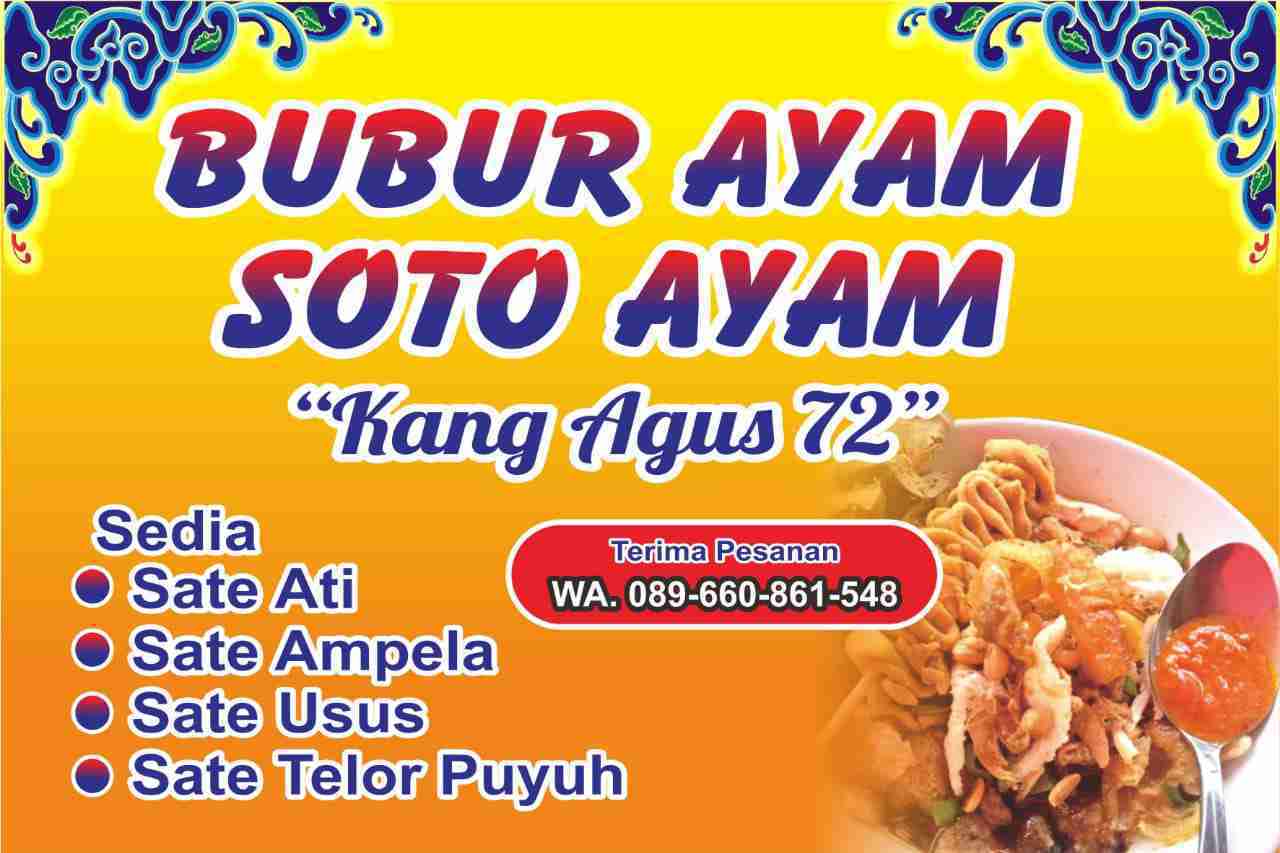 BUBUR AYAM
SOTO AYAM
“Kang Agus 72”
Sedia
Sate Ati
Sate Ampela
Sate Usus
Sate Telor Puyuh
Terima Pesanan
WA. 089-660-861-548